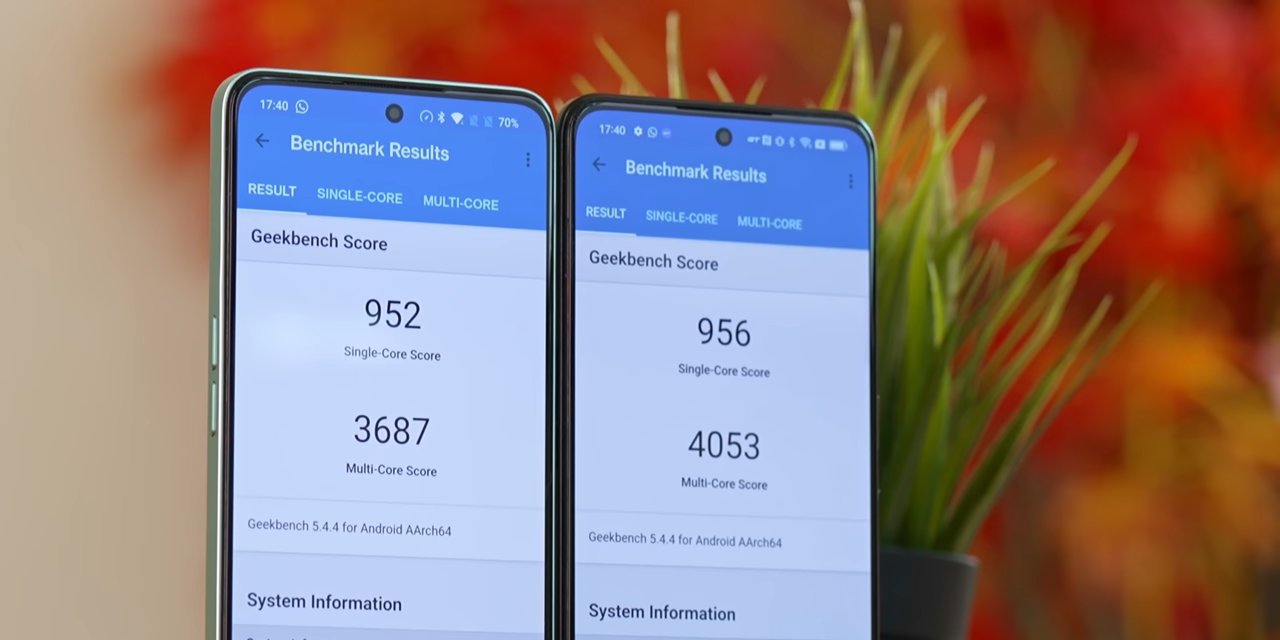 17:40
70%
Benchmark Results
RESULT SINGLE-CORE MULTI-CORE
Geekbench Score
952
Single-Core Score
3687
Multi-Core Score
Geekbench 5.4.4 for Android AArch64
System Information
17:40
Benchmark Results
RESULT SINGLE-CORE MULTI-CORE
Geekbench Score
956
Single-Core Score
4053
Multi-Core Score
Geekbench 5.4.4 for Android AArch64
System Information